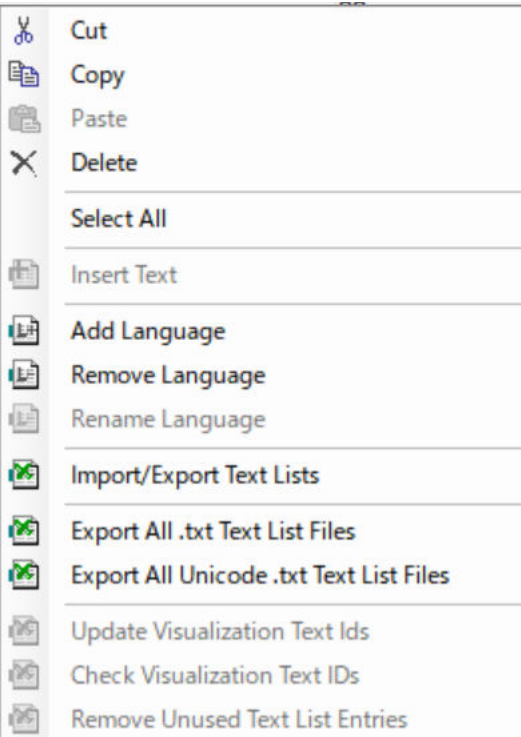 Cut
Copy
Paste
Delete
Select All
Insert Text
Add Language
Remove Language
Rename Language
Import/Export Text Lists
Export All .txt Text List Files
Export All Unicode .txt Text List Files
Update Visualization Text Ids
Check Visualization Text IDs
Remove Unused Text List Entries